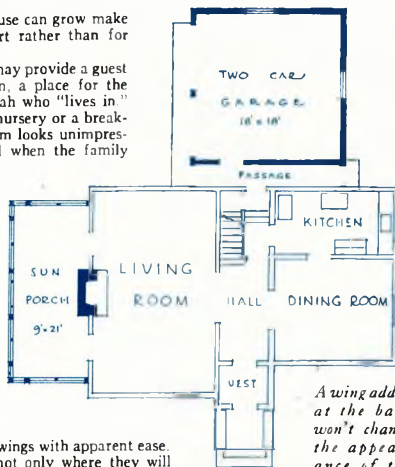 use can grow make
rt rather than for
nay provide a guest
n, a place for the
ah who "lives in."
nursery or a break-
m looks unimpres-
l when the family
TWO CAR
GARAGE
18' x 18'
PASSAGE
KITCHEN
SUN
PORCH
9' x 21'
LIVING
ROOM
HALL
DINING ROOM
VEST
A wing add
at the ba
won't chan
the appea
ance of t
wings with apparent ease.
not only where they will